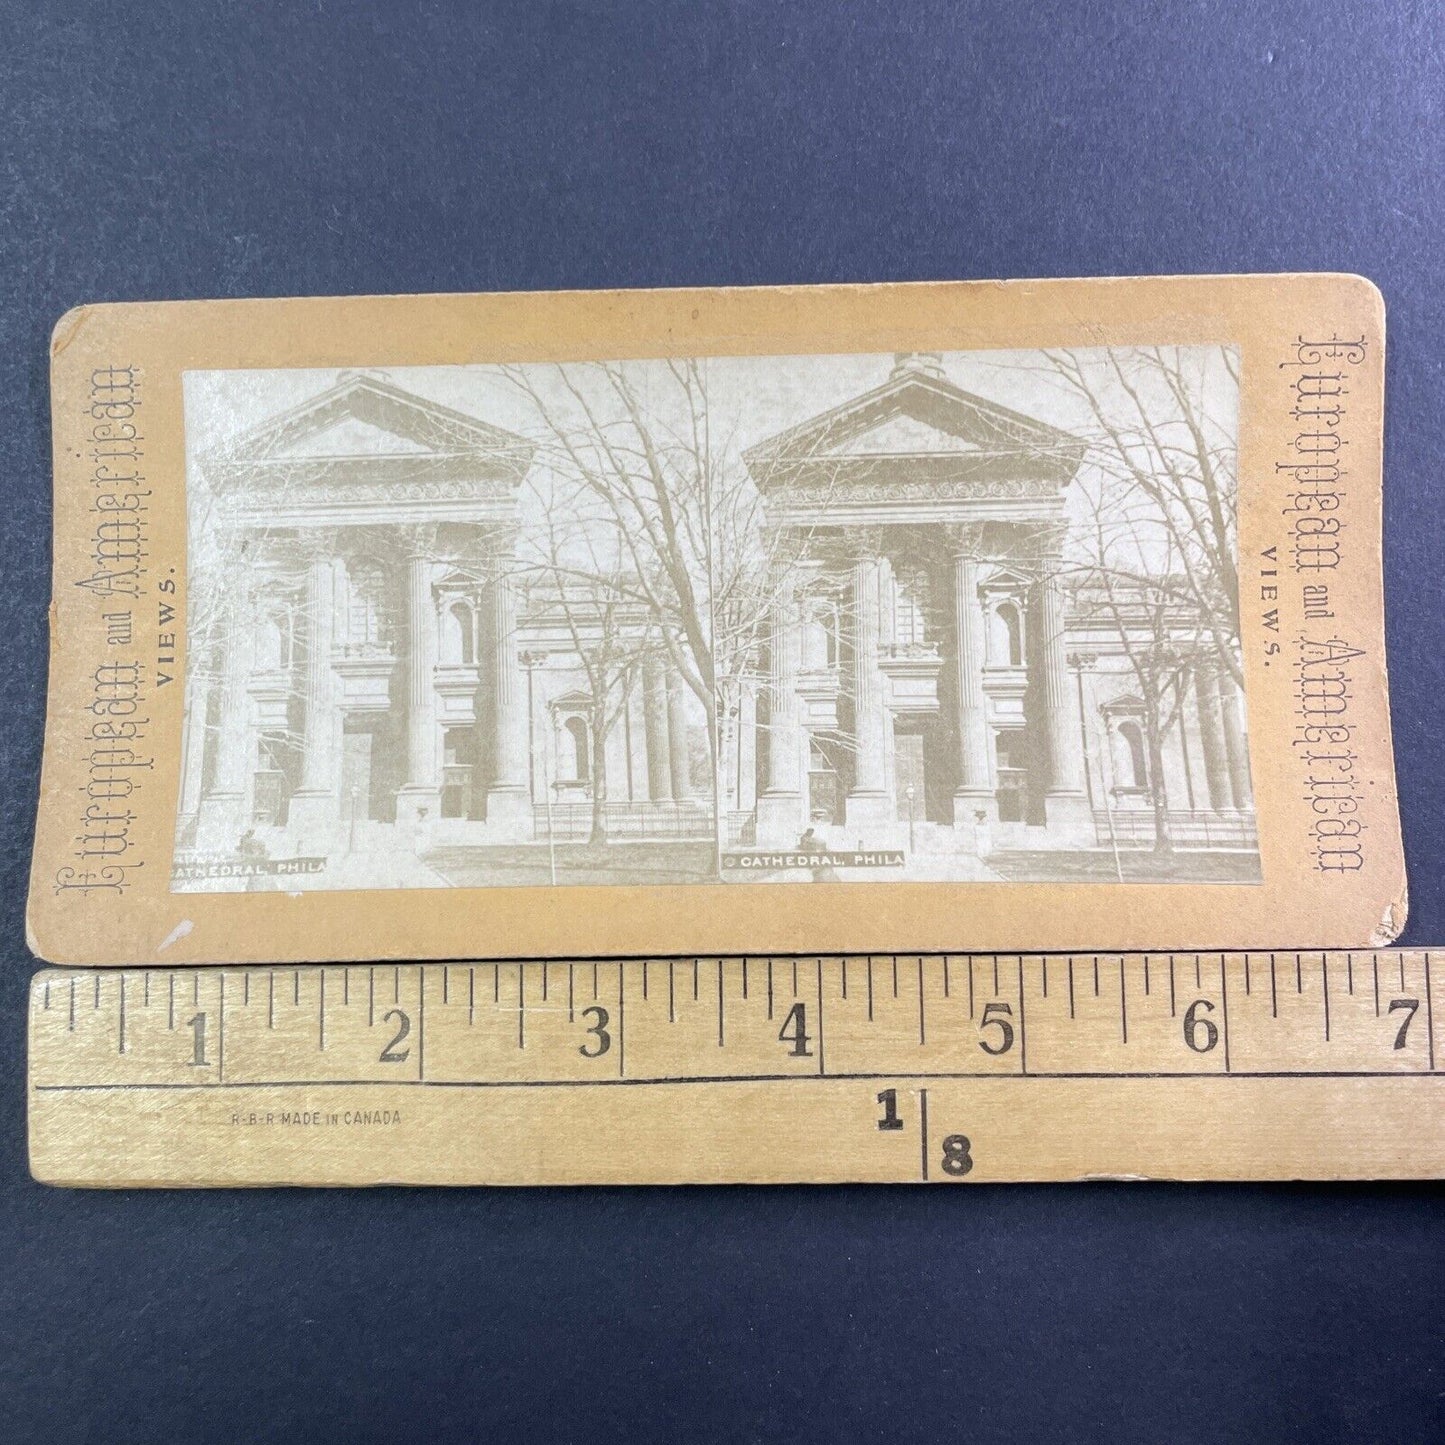 European and American
VIEWS.
ATHEDRAL, PHILA
CATHEDRAL, PHILA
European and American
VIEWS.
1 2 3 4 5 6 7
R-B-R MADE IN CANADA
1
8